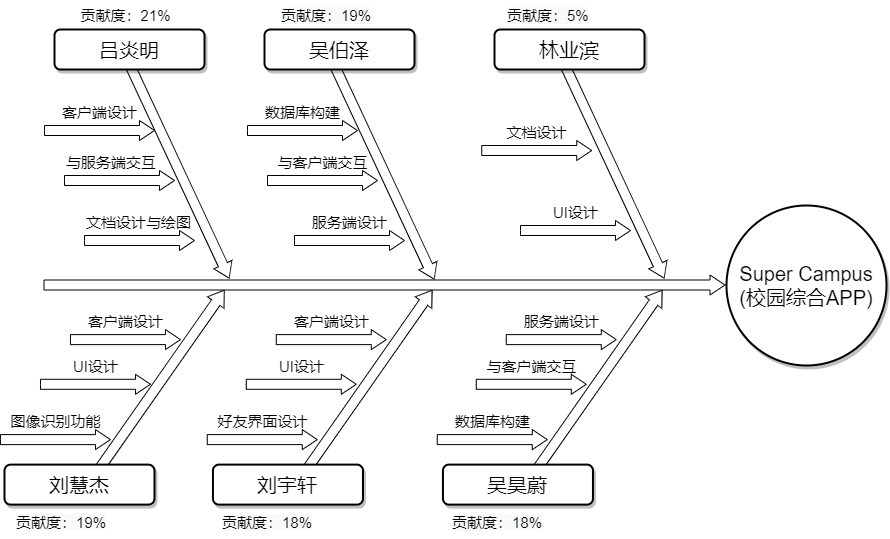 贡献度：21%
贡献度：19%
贡献度：5%
吕炎明
吴伯泽
林业滨
客户端设计
数据库构建
文档设计
与服务端交互
与客户端交互
文档设计与绘图
服务端设计
UI设计
Super Campus
(校园综合APP)
客户端设计
客户端设计
服务端设计
UI设计
UI设计
与客户端交互
图像识别功能
好友界面设计
数据库构建
刘慧杰
刘宇轩
吴昊蔚
贡献度：19%
贡献度：18%
贡献度：18%